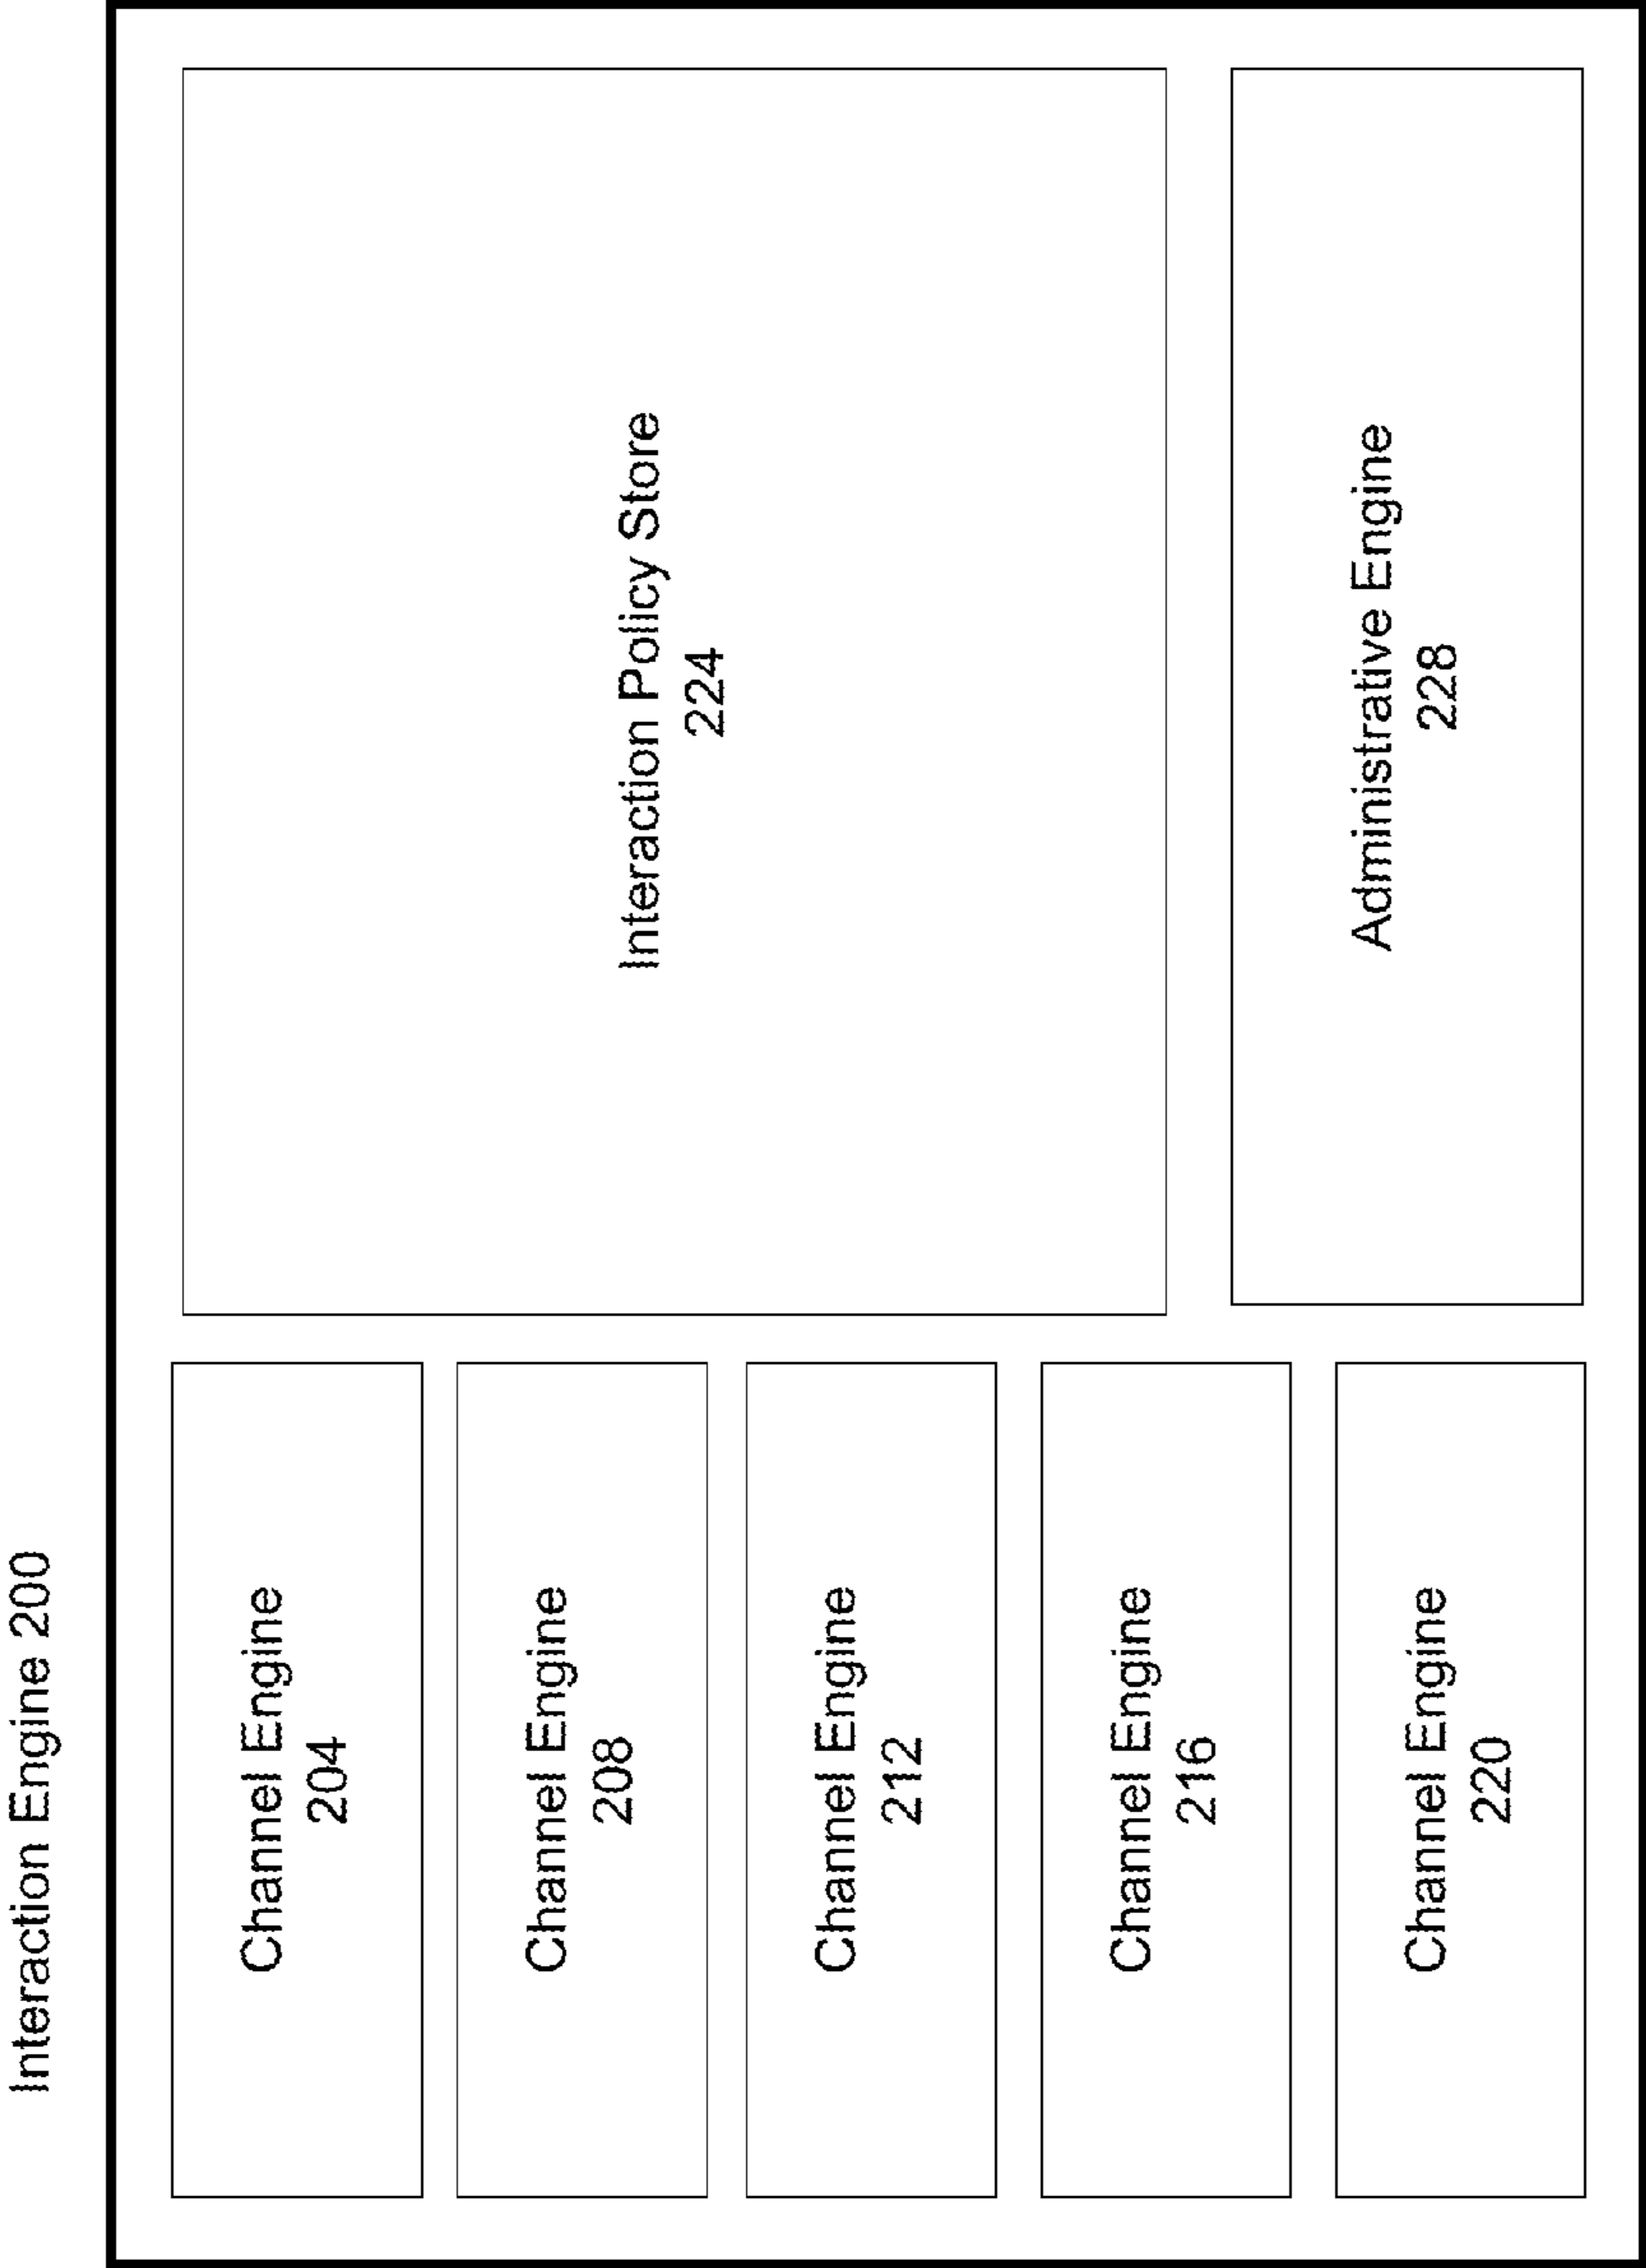 Interaction Engine 200
Channel Engine
204
Channel Engine
208
Channel Engine
212
Channel Engine
216
Channel Engine
220
Interaction Policy Store
224
Administrative Engine
228